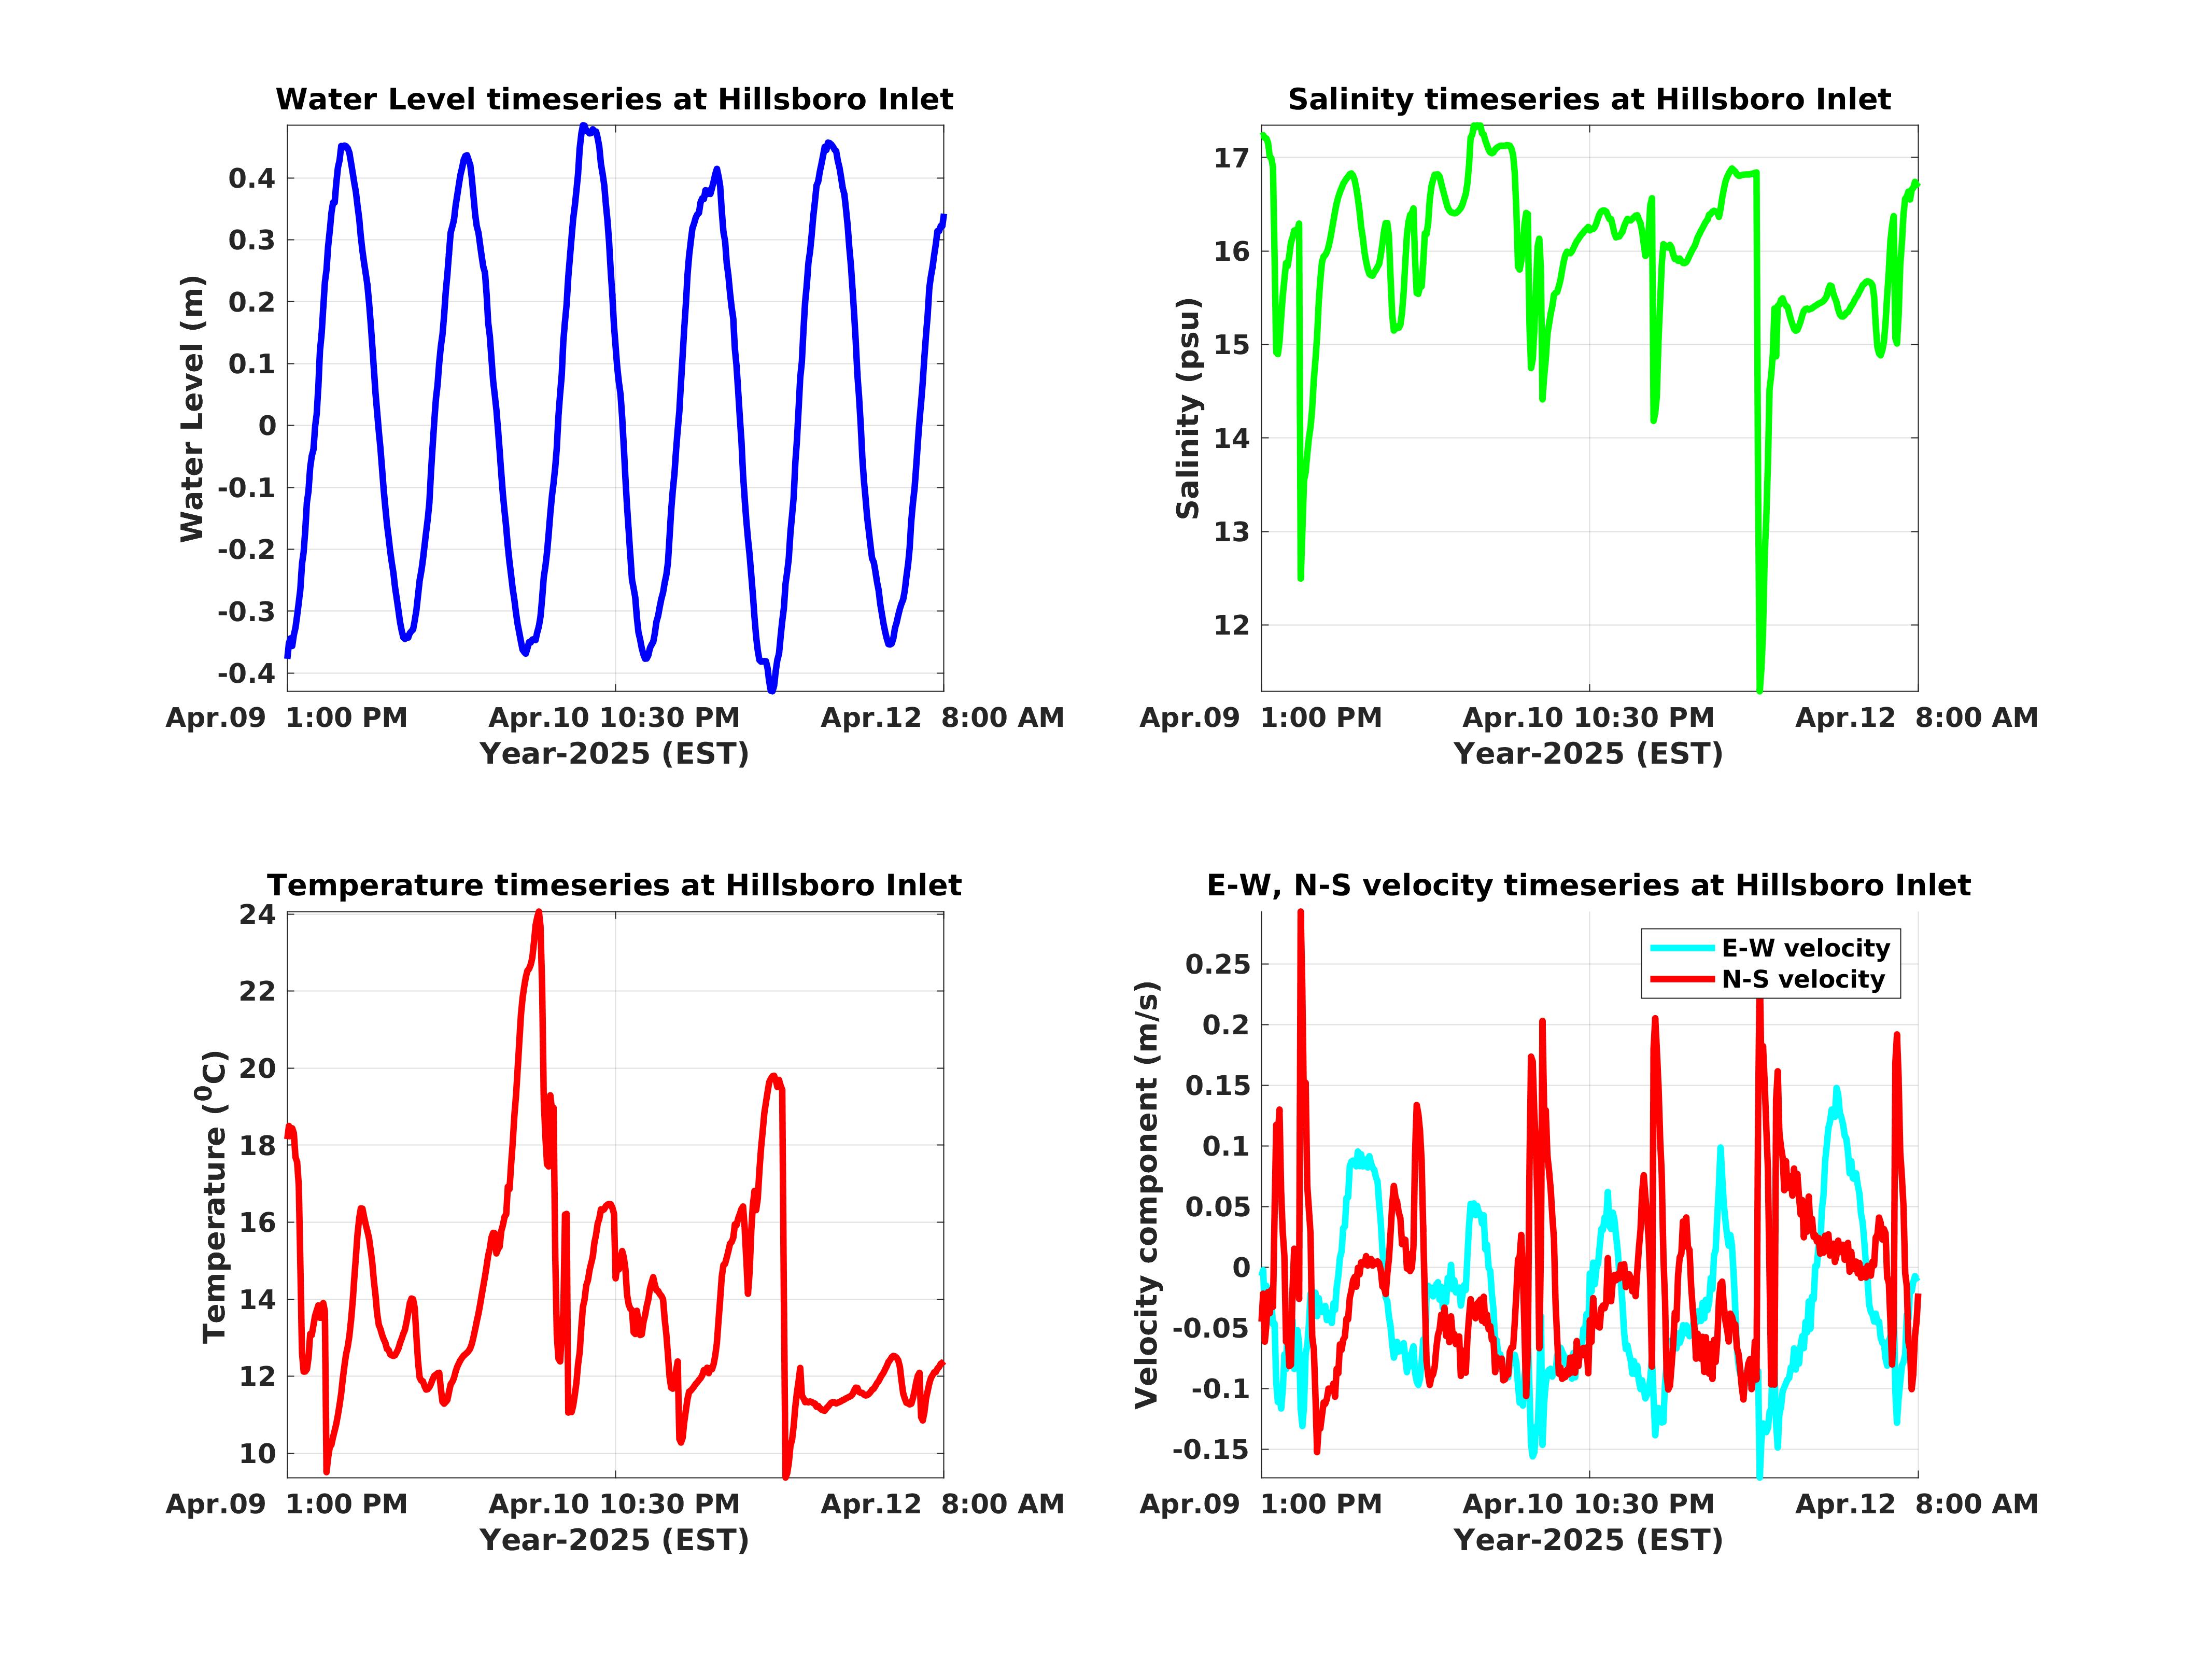 Water Level timeseries at Hillsboro Inlet
Water Level (m)
0.4
0.3
0.2
0.1
0
-0.1
-0.2
-0.3
-0.4
Apr.09 1:00 PM Apr.10 10:30 PM Apr.12 8:00 AM
Year-2025 (EST)
Salinity timeseries at Hillsboro Inlet
Salinity (psu)
17
16
15
14
13
12
Apr.09 1:00 PM Apr.10 10:30 PM Apr.12 8:00 AM
Year-2025 (EST)
Temperature timeseries at Hillsboro Inlet
Temperature (⁰C)
24
22
20
18
16
14
12
10
Apr.09 1:00 PM Apr.10 10:30 PM Apr.12 8:00 AM
Year-2025 (EST)
E-W, N-S velocity timeseries at Hillsboro Inlet
Velocity component (m/s)
E-W velocity
N-S velocity
0.25
0.2
0.15
0.1
0.05
0
-0.05
-0.1
-0.15
Apr.09 1:00 PM Apr.10 10:30 PM Apr.12 8:00 AM
Year-2025 (EST)